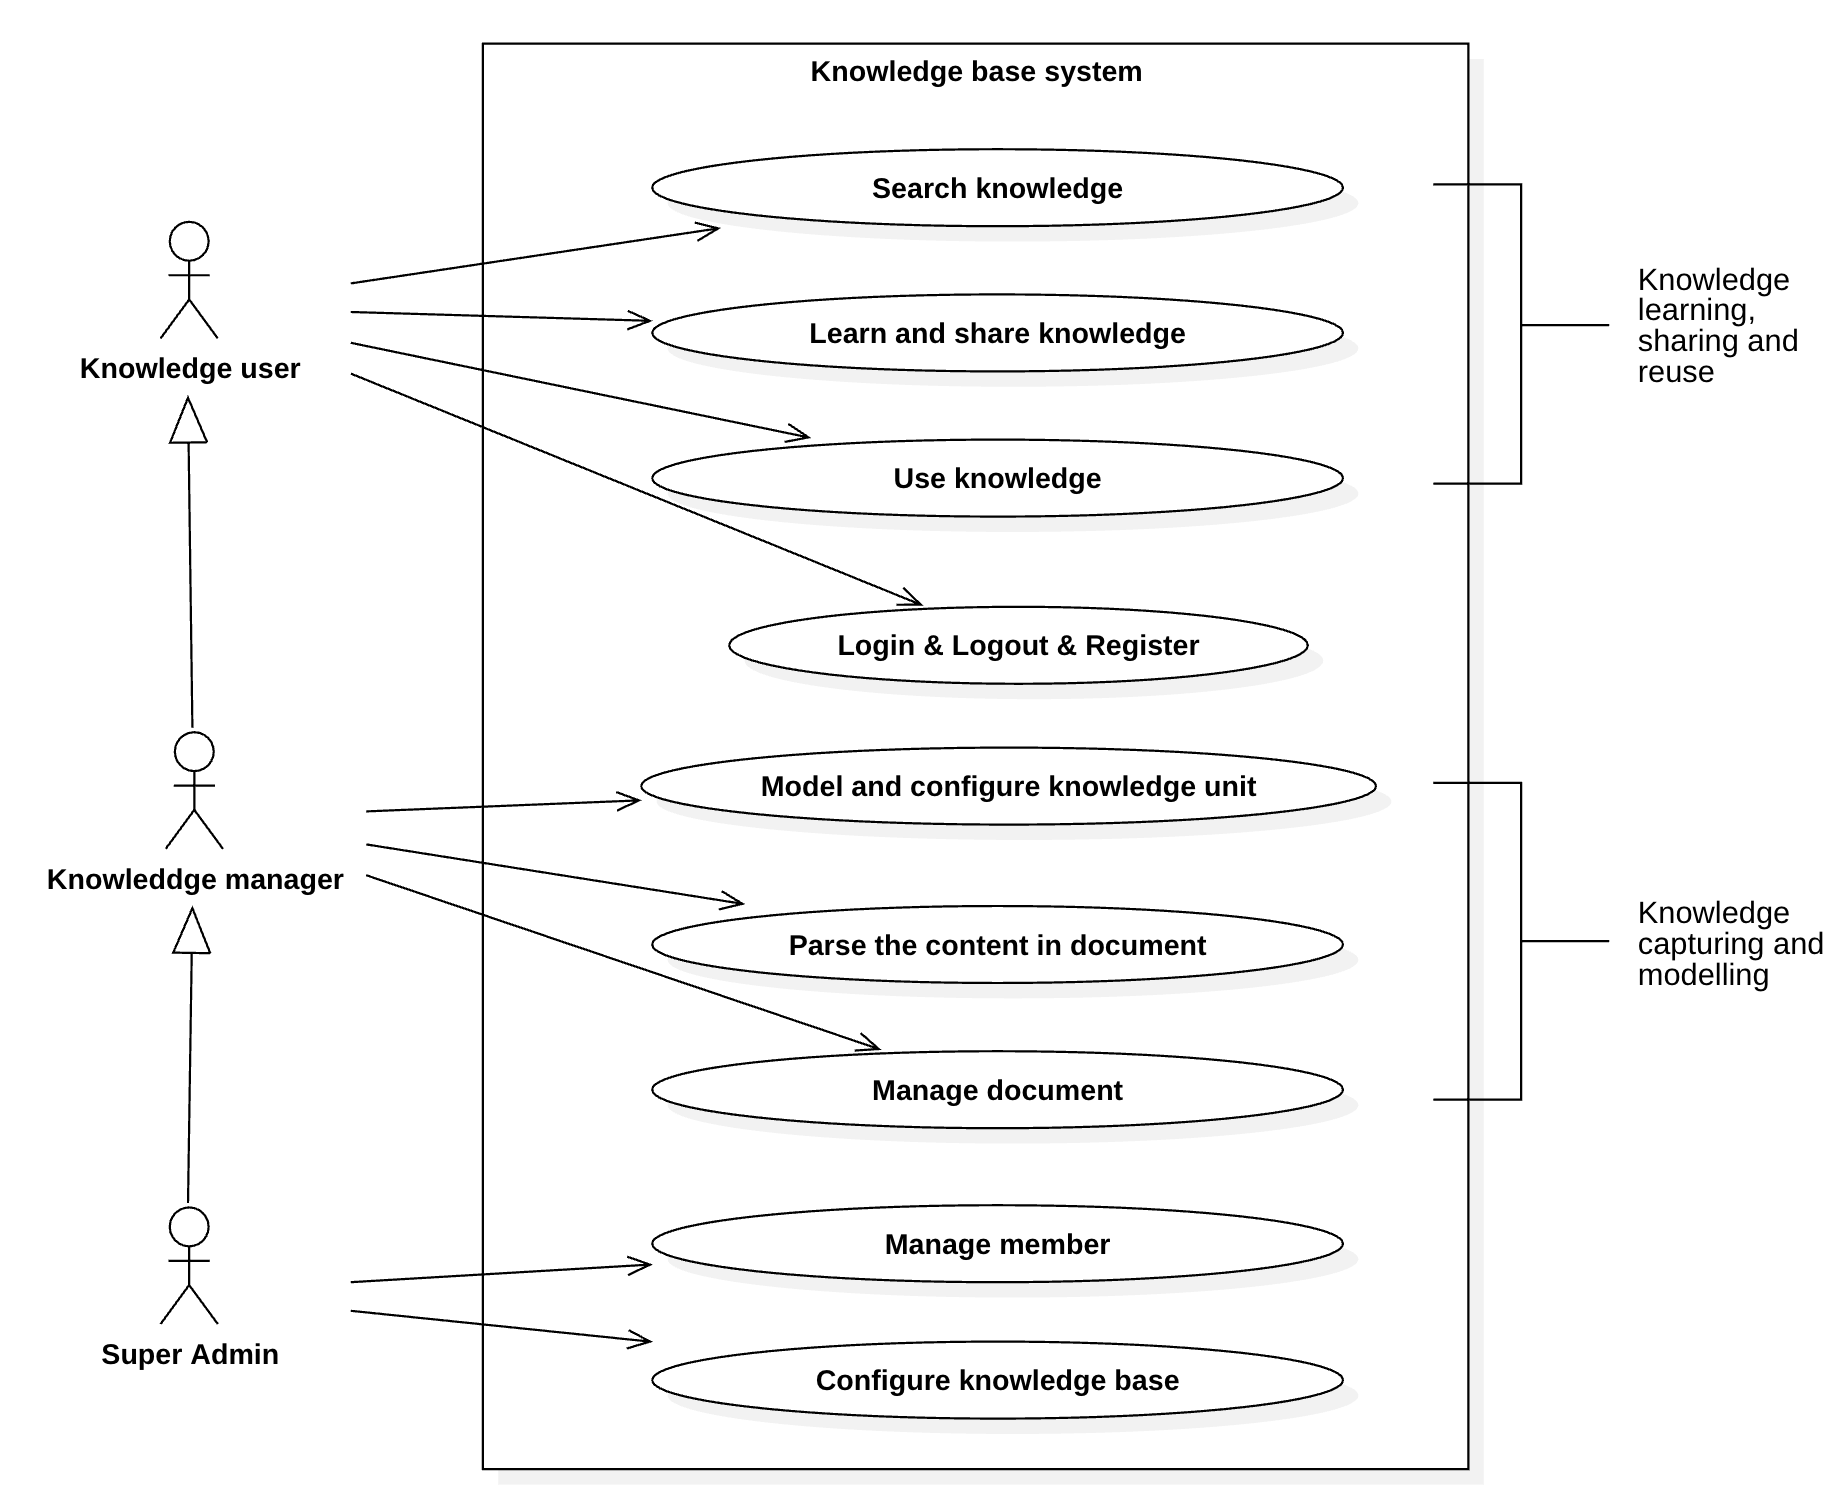 Knowledge base system
Search knowledge
Learn and share knowledge
Use knowledge
Login & Logout & Register
Model and configure knowledge unit
Parse the content in document
Manage document
Manage member
Configure knowledge base
Knowledge user
Knowleddge manager
Super Admin
Knowledge
learning,
sharing and
reuse
Knowledge
capturing and
modelling